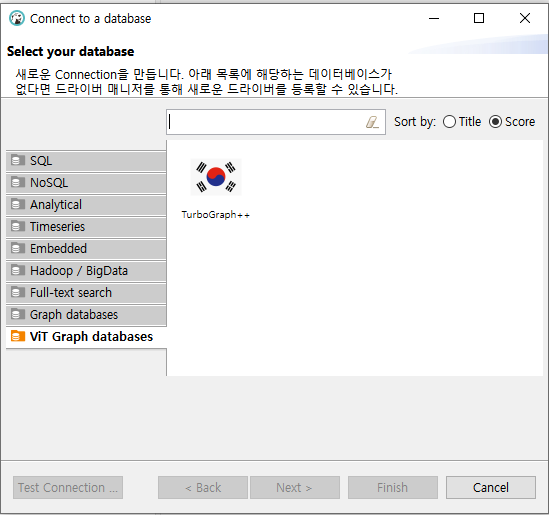 Connect to a database
Select your database
새로운 Connection을 만듭니다. 아래 목록에 해당하는 데이터베이스가
없다면 드라이버 매니저를 통해 새로운 드라이버를 등록할 수 있습니다.
Sort by: Title Score
SQL
NoSQL
Analytical
Timeseries
Embedded
Hadoop / BigData
Full-text search
Graph databases
ViT Graph databases
TurboGraph++
Test Connection ...
< Back
Next >
Finish
Cancel